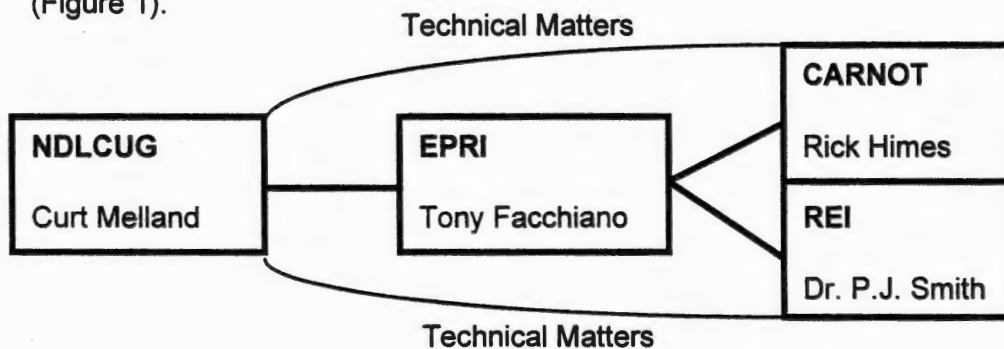 (Figure 1).
Technical Matters
NDLCUG
Curt Melland
EPRI
Tony Facchiano
CARNOT
Rick Himes
REI
Dr. P.J. Smith
Technical Matters